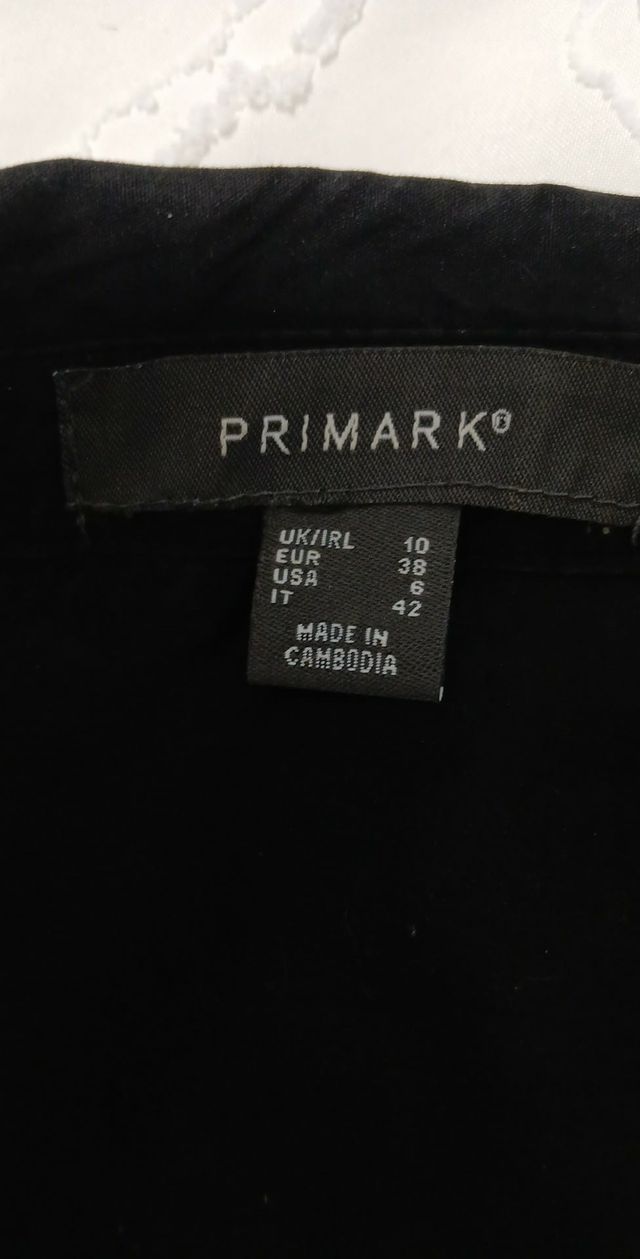 PRIMARK®
UK/IRL 10
EUR 38
USA 6
IT 42
MADE IN
CAMBODIA